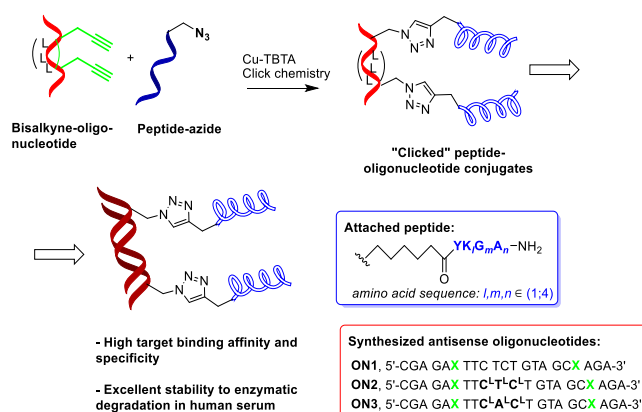 L
L
L
N3
+
Bisalkyne-oligo-
nucleotide
Peptide-azide
Cu-TBTA
Click chemistry
N=N
N
L
L
L
N
N=N
"Clicked" peptide-
oligonucleotide conjugates
N=N
N
N=N
N
- High target binding affinity and
specificity
- Excellent stability to enzymatic
degradation in human serum
Attached peptide:
YKlGmAn–NH2
O
amino acid sequence: l,m,n ∈ (1;4)
Synthesized antisense oligonucleotides:
ON1, 5'-CGA GAX TTC TCT GTA GCX AGA-3'
ON2, 5'-CGA GAX TTCᴸTᴸCᴸT GTA GCX AGA-3'
ON3, 5'-CGA GAX TTCᴸAᴸCᴸT GTA GCX AGA-3'